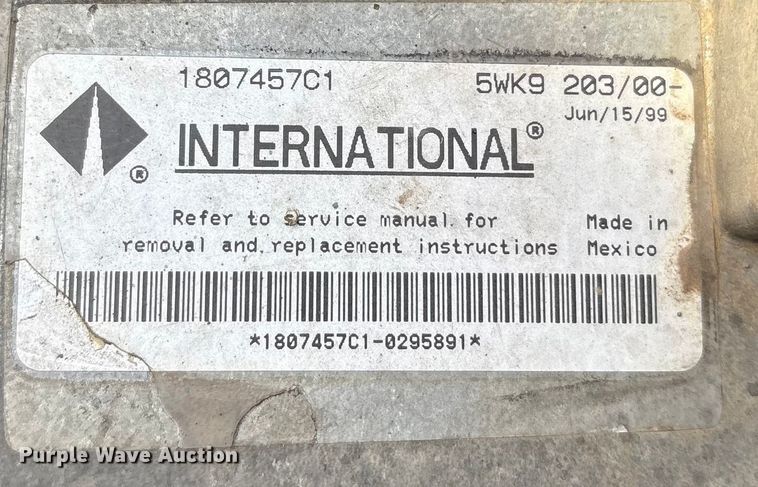 1807457C1 5WK9 203/00-
Jun/15/99
® INTERNATIONAL®
Refer to service manual for Made in
removal and replacement instructions Mexico
*1807457C1-0295891*
Purple Wave Auction